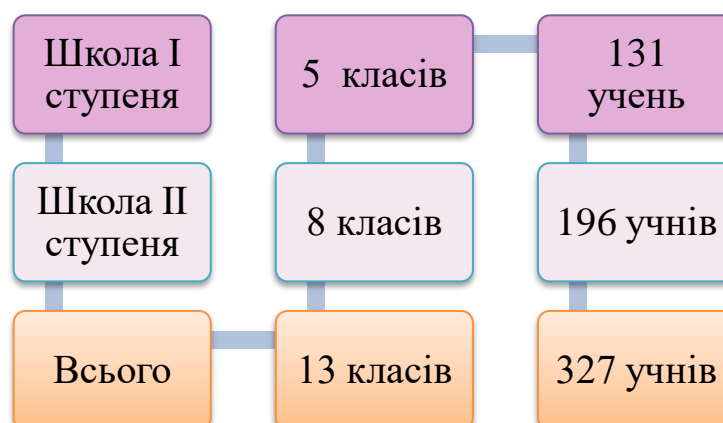 Школа І
ступеня
5 класів
131
учень
Школа ІІ
ступеня
8 класів
196 учнів
Всього
13 класів
327 учнів